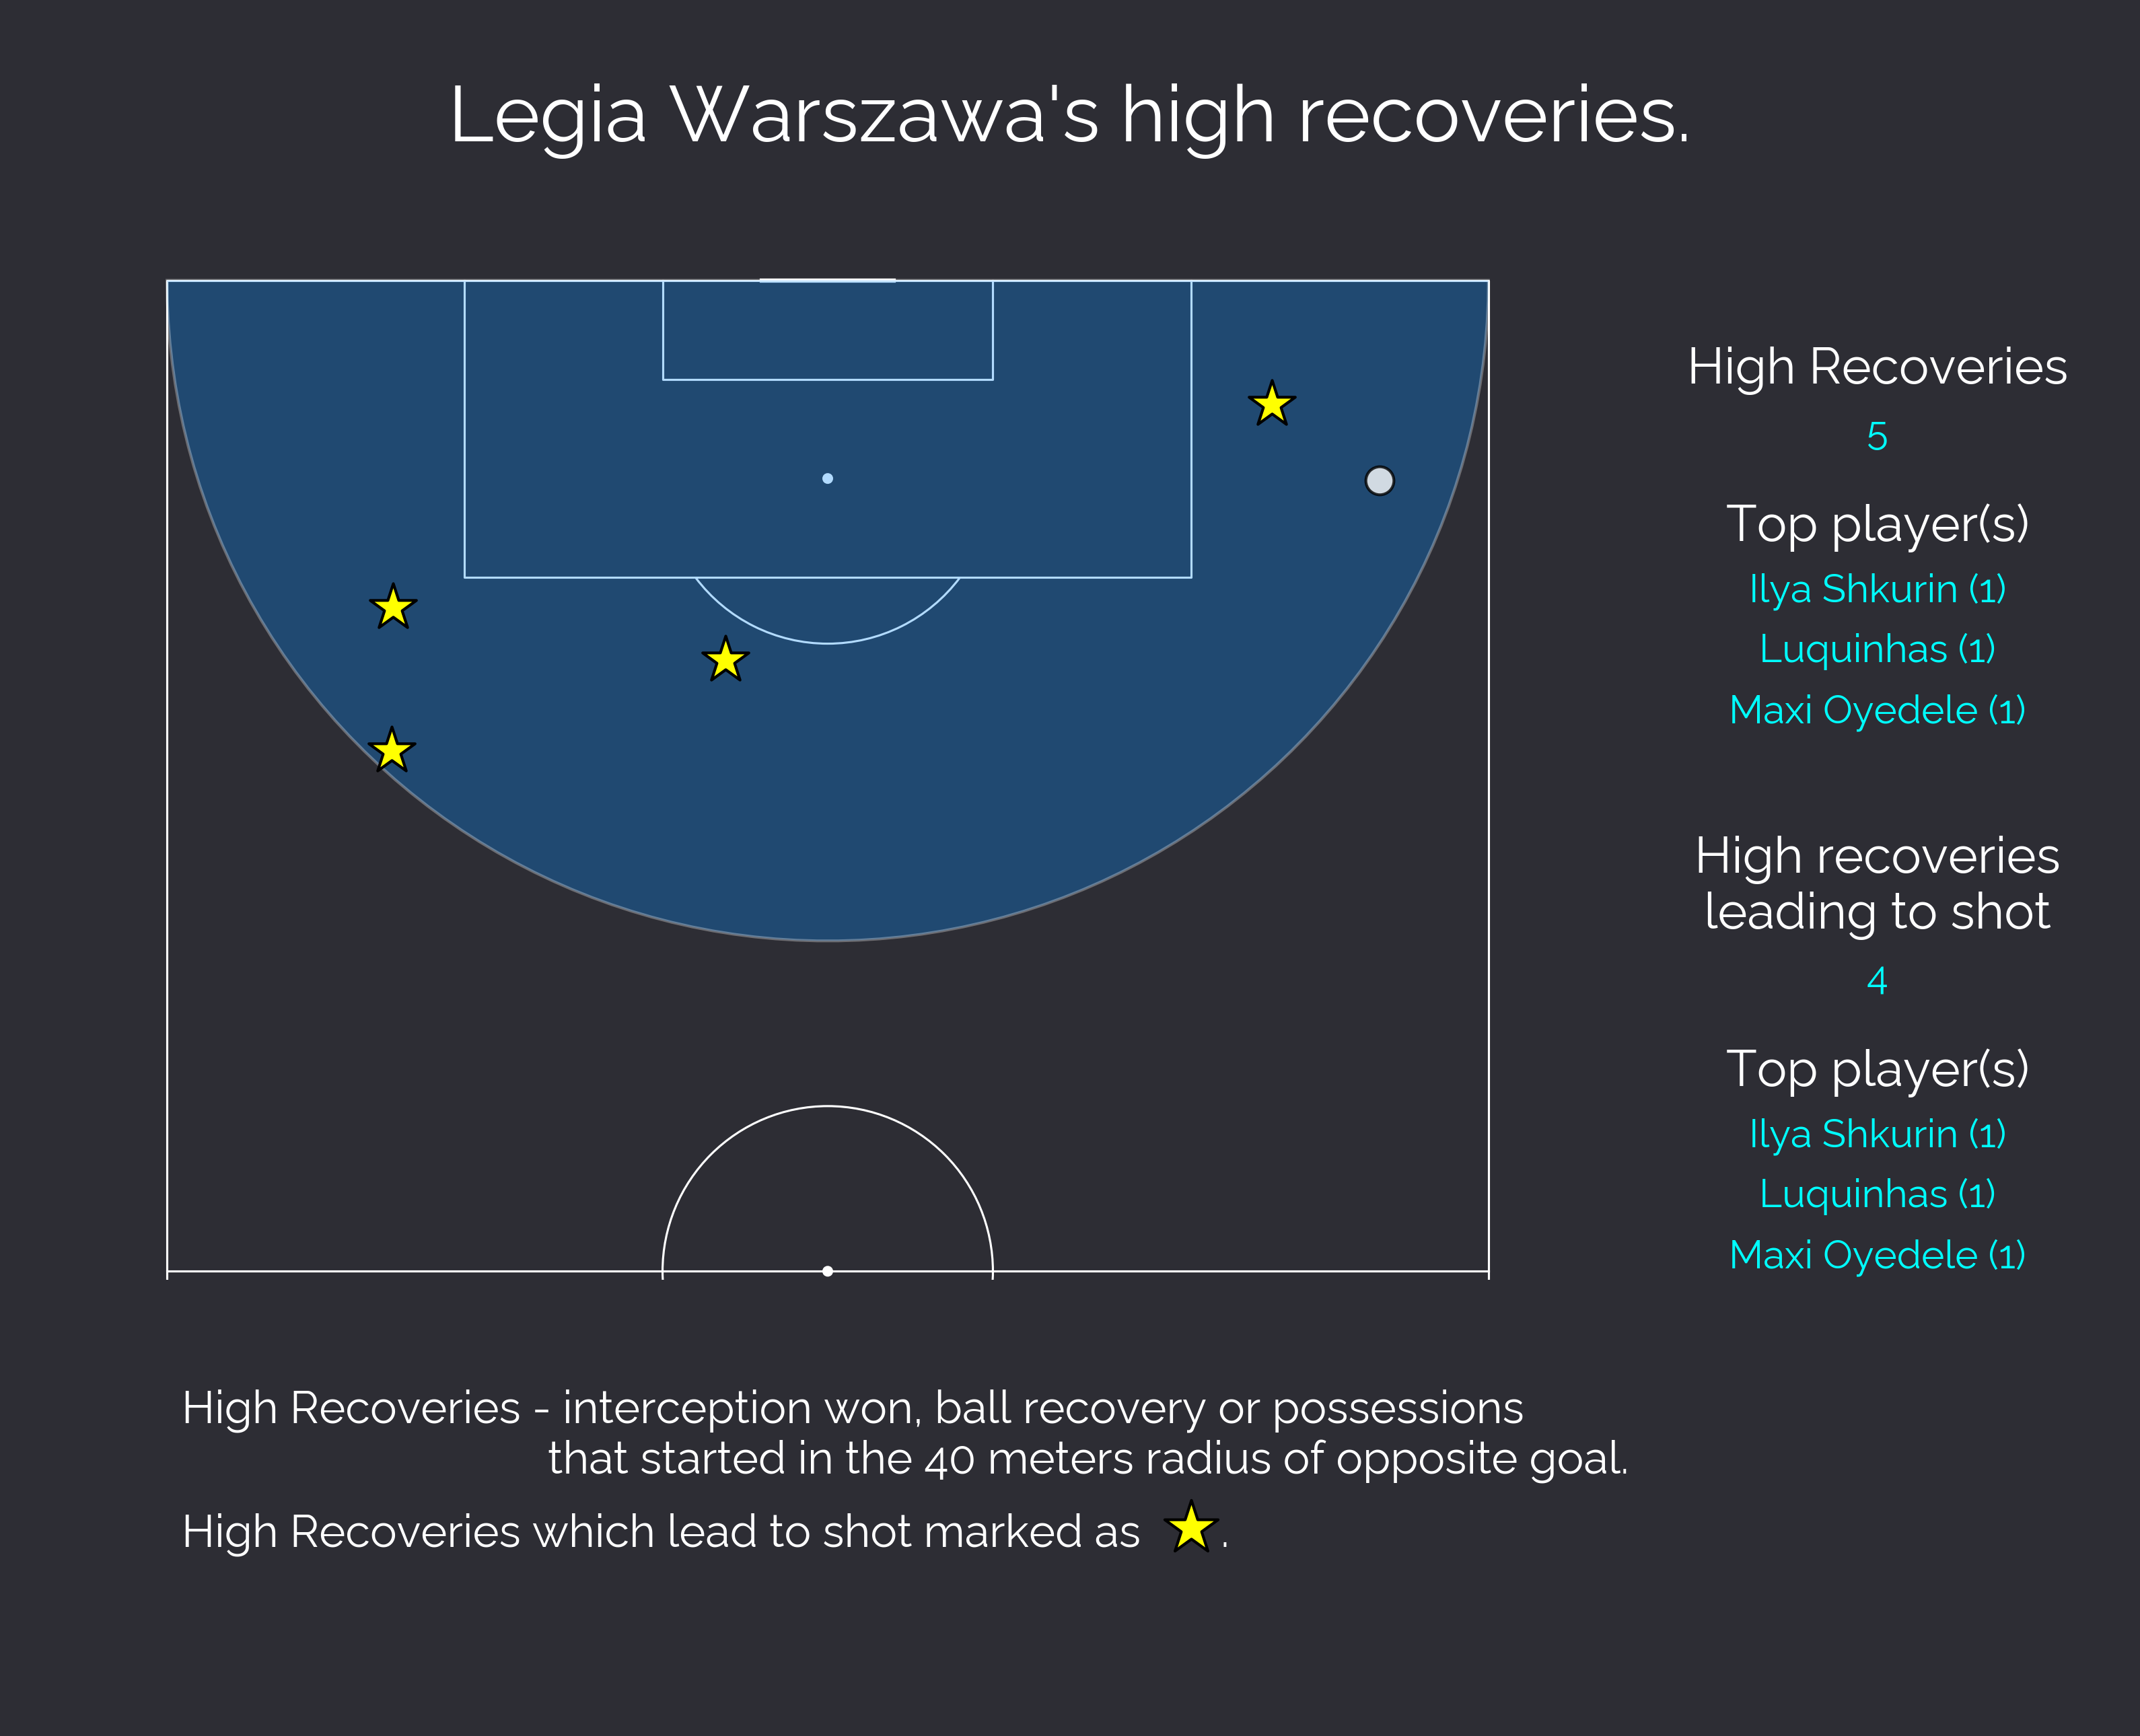 Legia Warszawa's high recoveries.
High Recoveries
5
Top player(s)
Ilya Shkurin (1)
Luquinhas (1)
Maxi Oyedele (1)
High recoveries
leading to shot
4
Top player(s)
Ilya Shkurin (1)
Luquinhas (1)
Maxi Oyedele (1)
High Recoveries - interception won, ball recovery or possessions
that started in the 40 meters radius of opposite goal.
High Recoveries which lead to shot marked as .